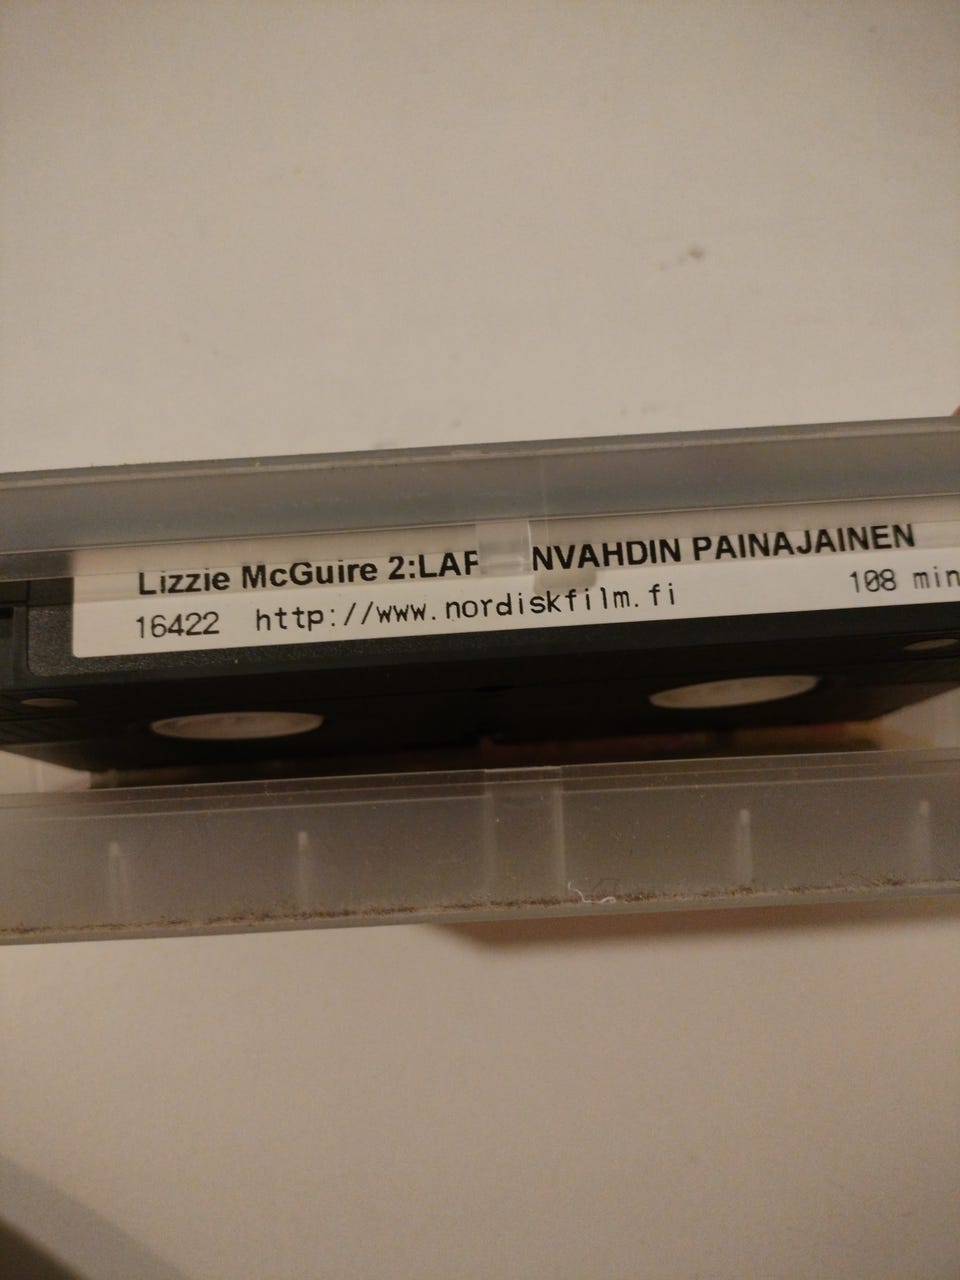 Lizzie McGuire 2: PAINAJAINEN
16422 http://www.nordiskfilm.fi 108 min